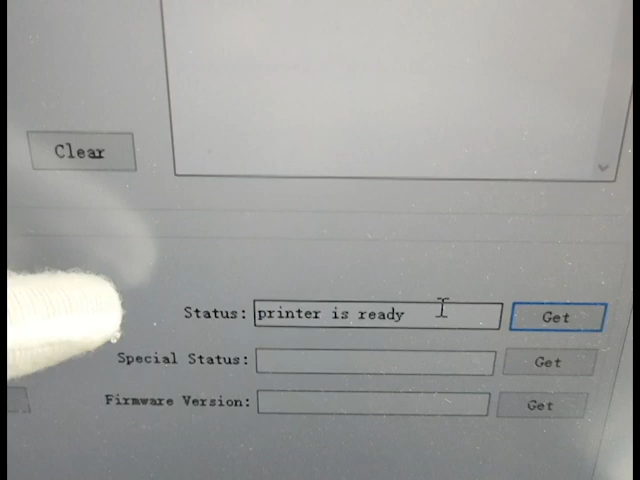 Clear
Status: printer is ready Get
Special Status: Get
Firmware Version: Get